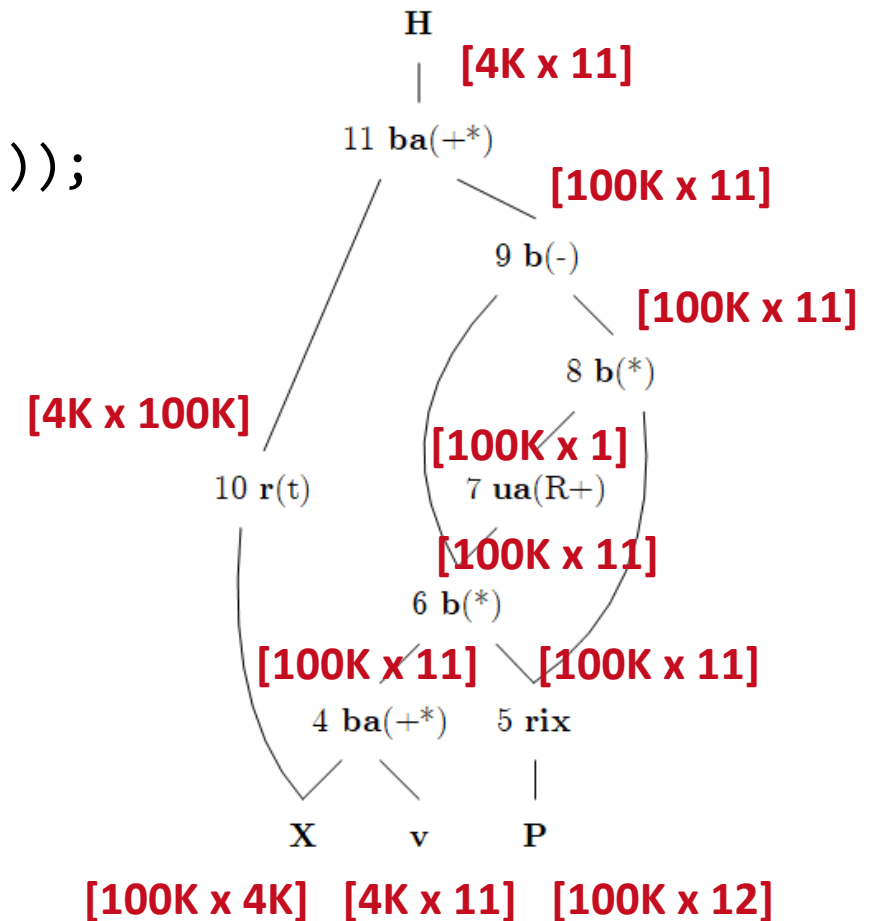 H
[4K x 11]
11 ba(+*)
));
[100K x 11]
9 b(-)
[100K x 11]
8 b(*)
[4K x 100K]
[100K x 1]
10 r(t)
7 ua(R+)
[100K x 11]
6 b(*)
[100K x 11] [100K x 11]
4 ba(+*) 5 rix
X v P
[100K x 4K] [4K x 11] [100K x 12]